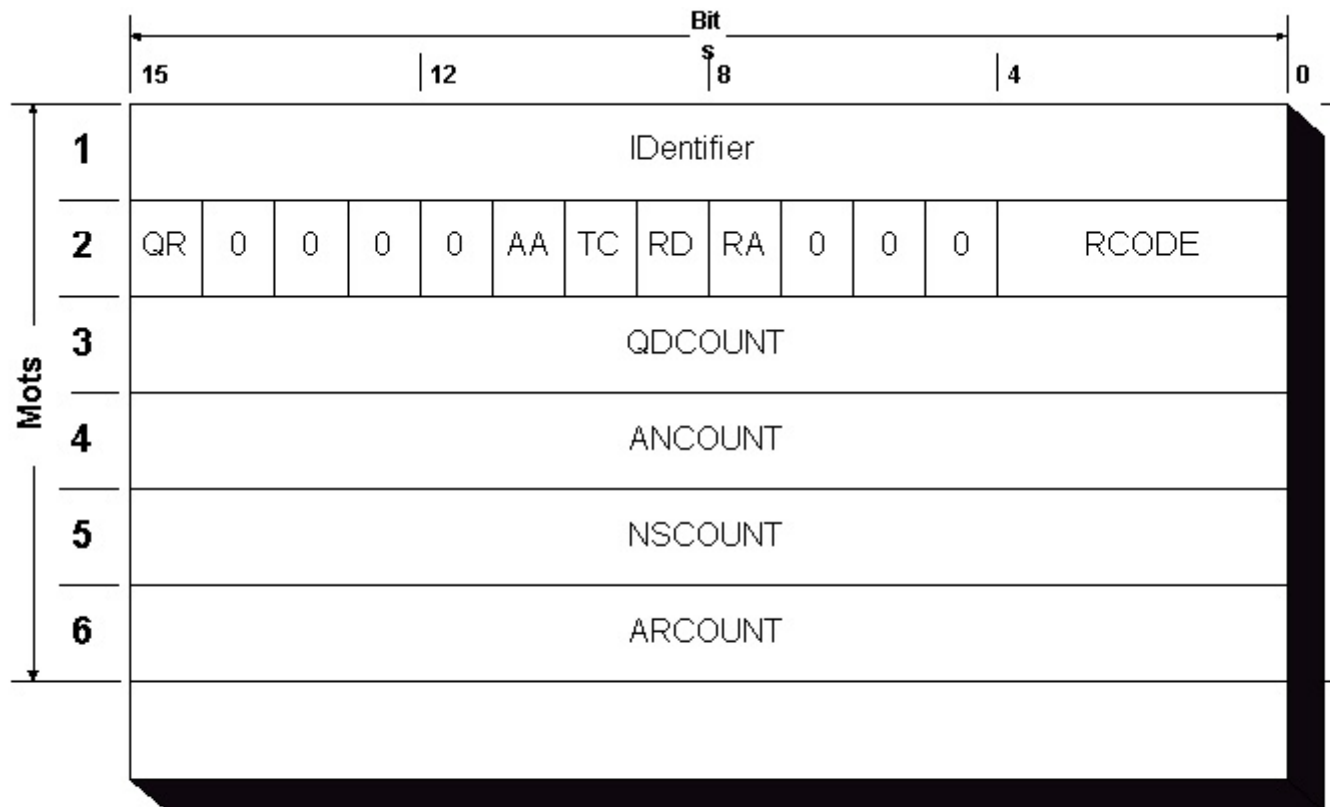 Bit
s
15 12 8 4 0
1 IDentifier
2 QR 0 0 0 0 AA TC RD RA 0 0 0 RCODE
3 QDCOUNT
Mots
4 ANCOUNT
5 NSCOUNT
6 ARCOUNT